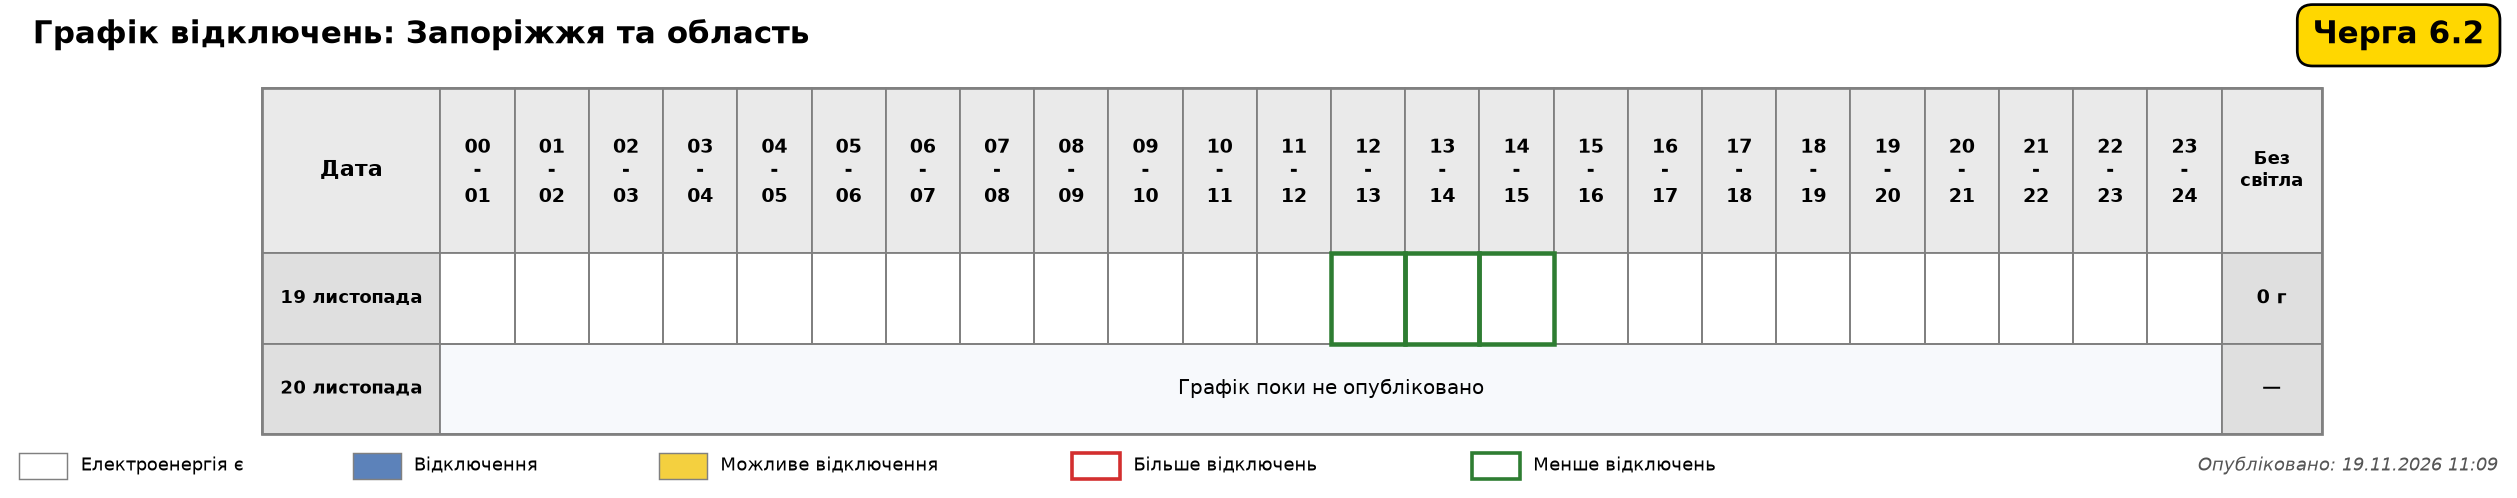 Графік відключень: Запоріжжя та область
Черга 6.2
Дата
00 - 01
01 - 02
02 - 03
03 - 04
04 - 05
05 - 06
06 - 07
07 - 08
08 - 09
09 - 10
10 - 11
11 - 12
12 - 13
13 - 14
14 - 15
15 - 16
16 - 17
17 - 18
18 - 19
19 - 20
20 - 21
21 - 22
22 - 23
23 - 24
Без
світла
19 листопада
0 г
20 листопада
Графік поки не опубліковано
—
Електроенергія є
Відключення
Можливе відключення
Більше відключень
Менше відключень
Опубліковано: 19.11.2026 11:09